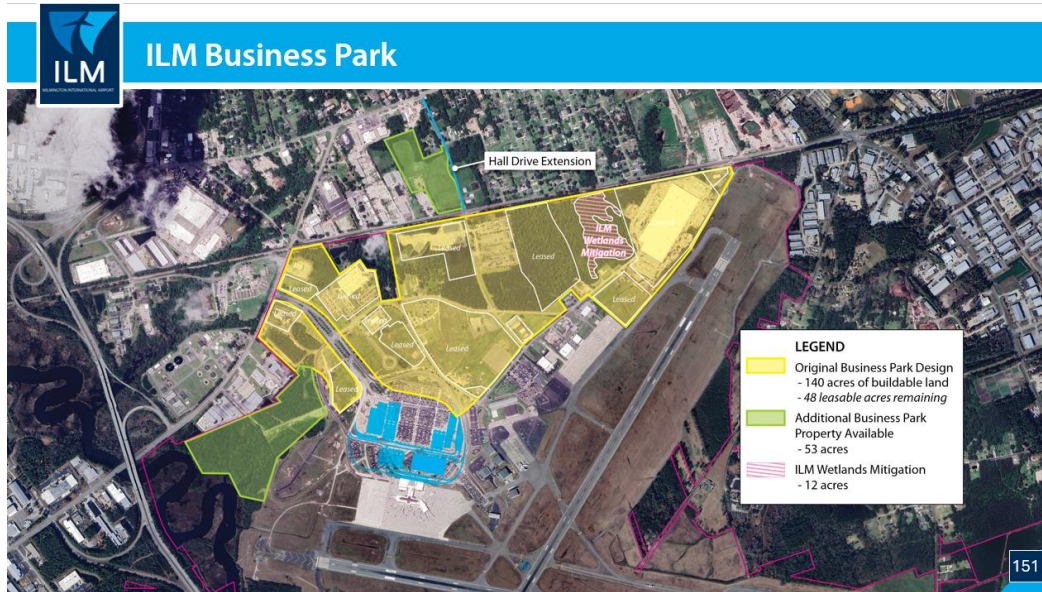 ILM
WILMINGTON INTERNATIONAL AIRPORT
ILM Business Park
Hall Drive Extension
Leased
ILM
Wetlands
Mitigation
Leased
Leased
Leased
Leased
Leased
Leased
Leased
Leased
Leased
LEGEND
Original Business Park Design
- 140 acres of buildable land
- 48 leasable acres remaining
Additional Business Park
Property Available
- 53 acres
ILM Wetlands Mitigation
- 12 acres
151